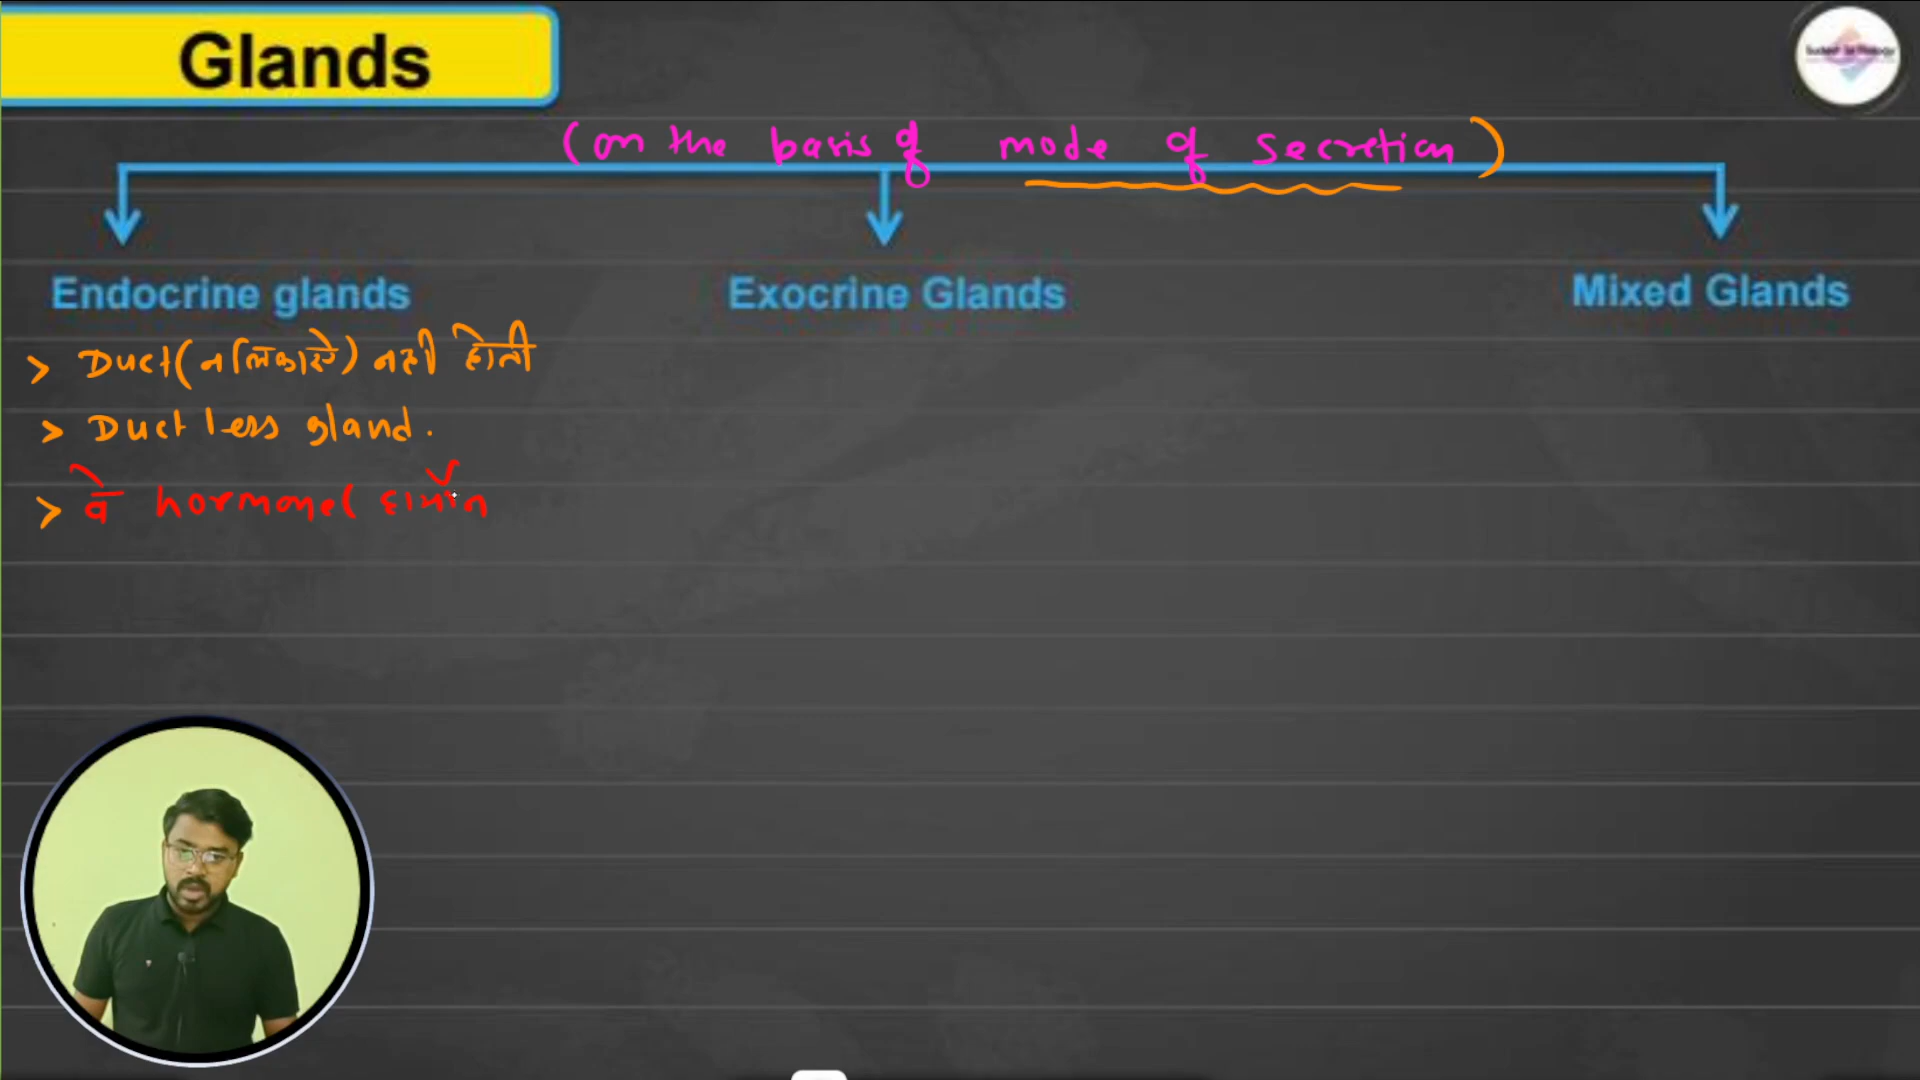 Glands
(on the basis of mode of secretion)
Endocrine glands
Exocrine Glands
Mixed Glands
> Duct(नलिकाएं) नही होती
> Duct less gland.
> ये hormone( हार्मोन